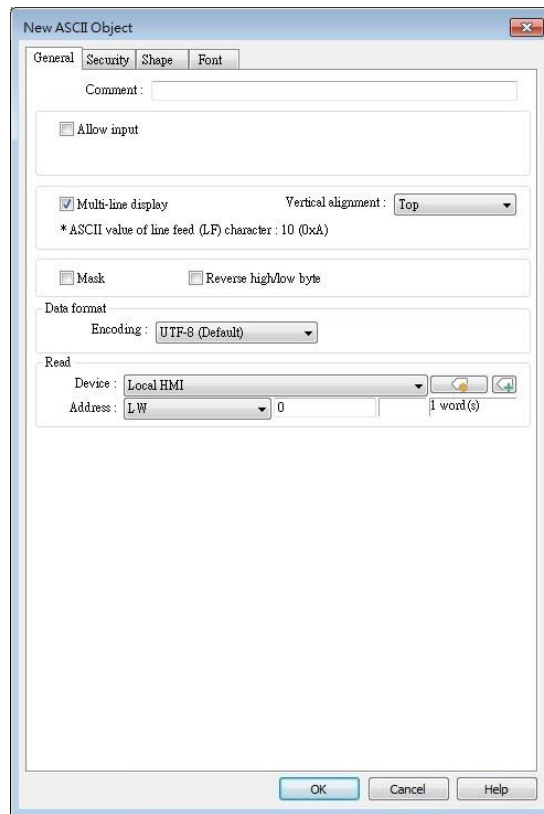 New ASCII Object
General Security Shape Font
Comment :
Allow input
Multi-line display Vertical alignment : Top
* ASCII value of line feed (LF) character : 10 (0xA)
Mask Reverse high/low byte
Data format
Encoding : UTF-8 (Default)
Read
Device : Local HMI
Address : LW 0 1 word(s)
OK Cancel Help